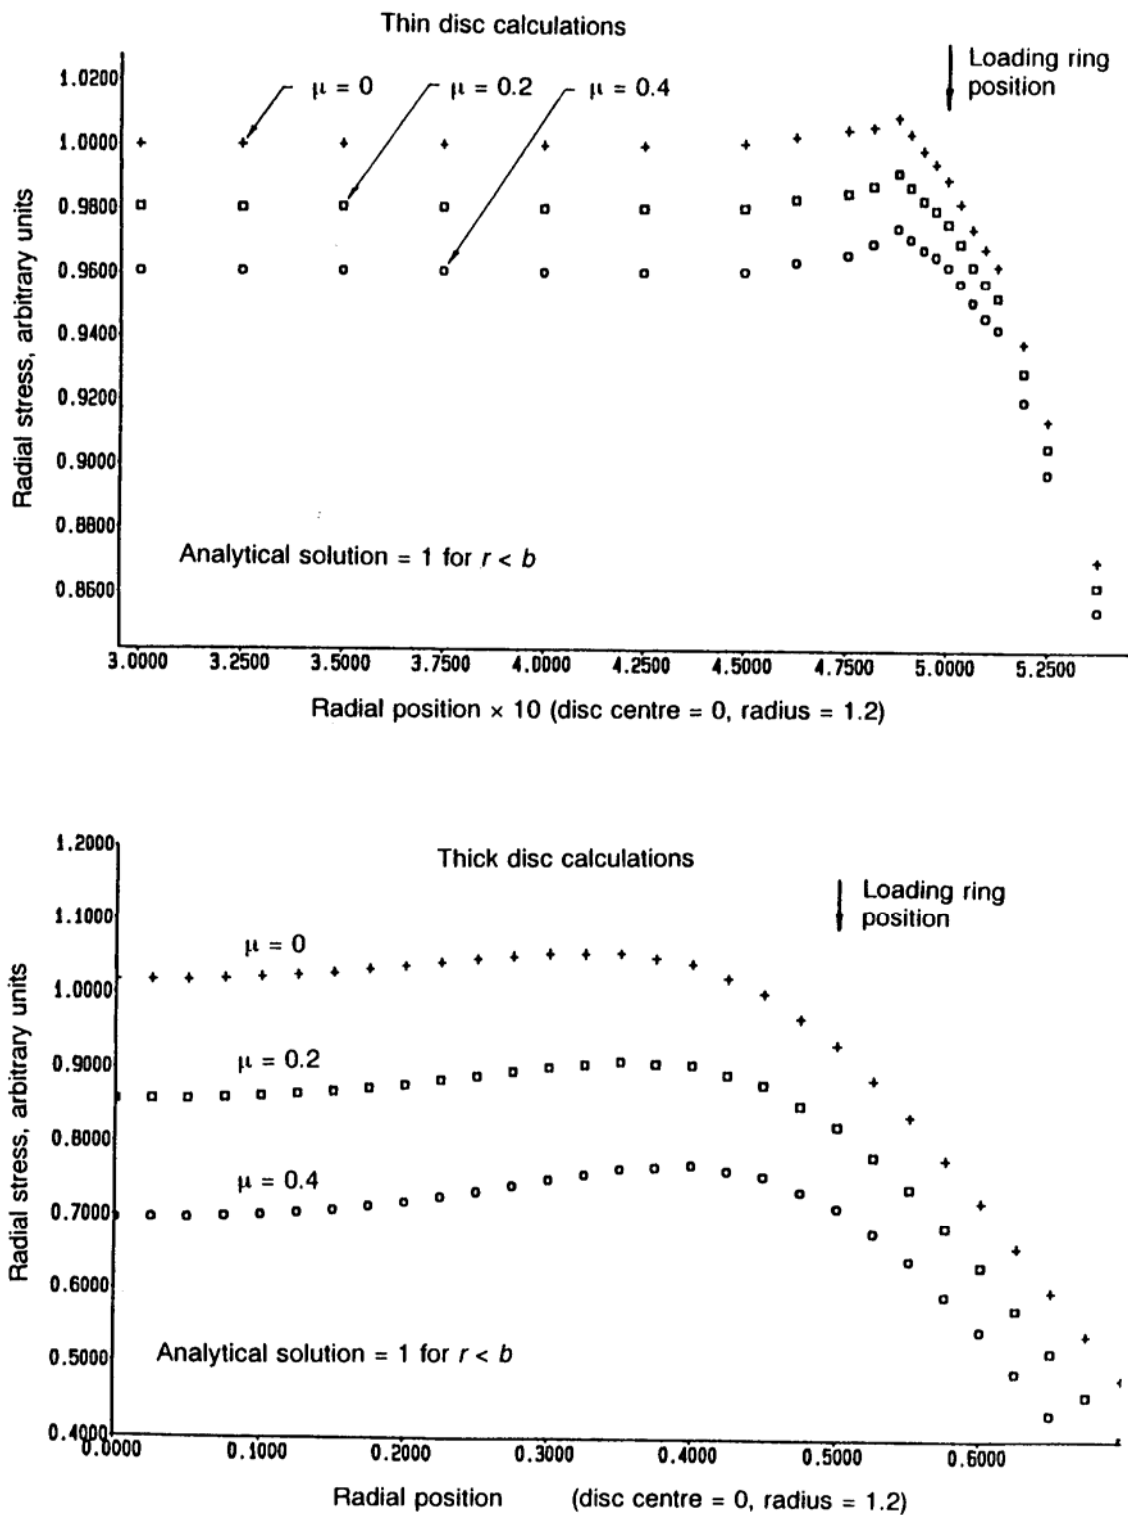 Thin disc calculations
Loading ring
position
μ = 0
μ = 0.2
μ = 0.4
Radial stress, arbitrary units
1.0200
1.0000
0.9800
0.9600
0.9400
0.9200
0.9000
0.8800
0.8600
Analytical solution = 1 for r < b
3.0000 3.2500 3.5000 3.7500 4.0000 4.2500 4.5000 4.7500 5.0000 5.2500
Radial position × 10 (disc centre = 0, radius = 1.2)
Thick disc calculations
Loading ring
position
μ = 0
μ = 0.2
μ = 0.4
Radial stress, arbitrary units
1.2000
1.1000
1.0000
0.9000
0.8000
0.7000
0.6000
0.5000
0.4000
Analytical solution = 1 for r < b
0.0000 0.1000 0.2000 0.3000 0.4000 0.5000 0.6000
Radial position (disc centre = 0, radius = 1.2)